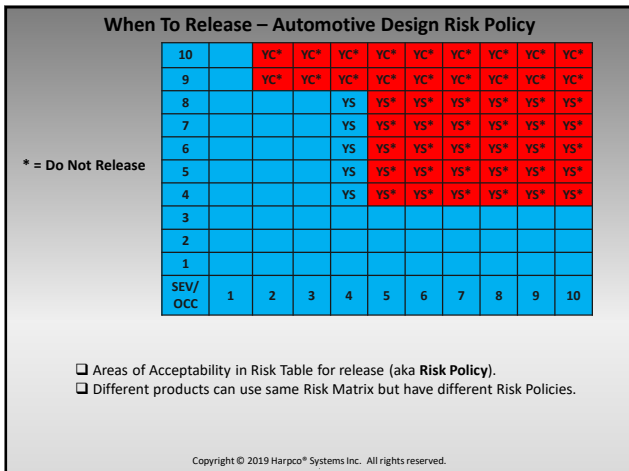 When To Release – Automotive Design Risk Policy
10 YC* YC* YC* YC* YC* YC* YC* YC* YC*
9 YC* YC* YC* YC* YC* YC* YC* YC* YC*
8 YS YS* YS* YS* YS* YS* YS*
7 YS YS* YS* YS* YS* YS* YS*
6 YS YS* YS* YS* YS* YS* YS*
* = Do Not Release
5 YS YS* YS* YS* YS* YS* YS*
4 YS YS* YS* YS* YS* YS* YS*
3
2
1
SEV/
OCC 1 2 3 4 5 6 7 8 9 10
❑ Areas of Acceptability in Risk Table for release (aka Risk Policy).
❑ Different products can use same Risk Matrix but have different Risk Policies.
Copyright © 2019 Harpco® Systems Inc. All rights reserved.